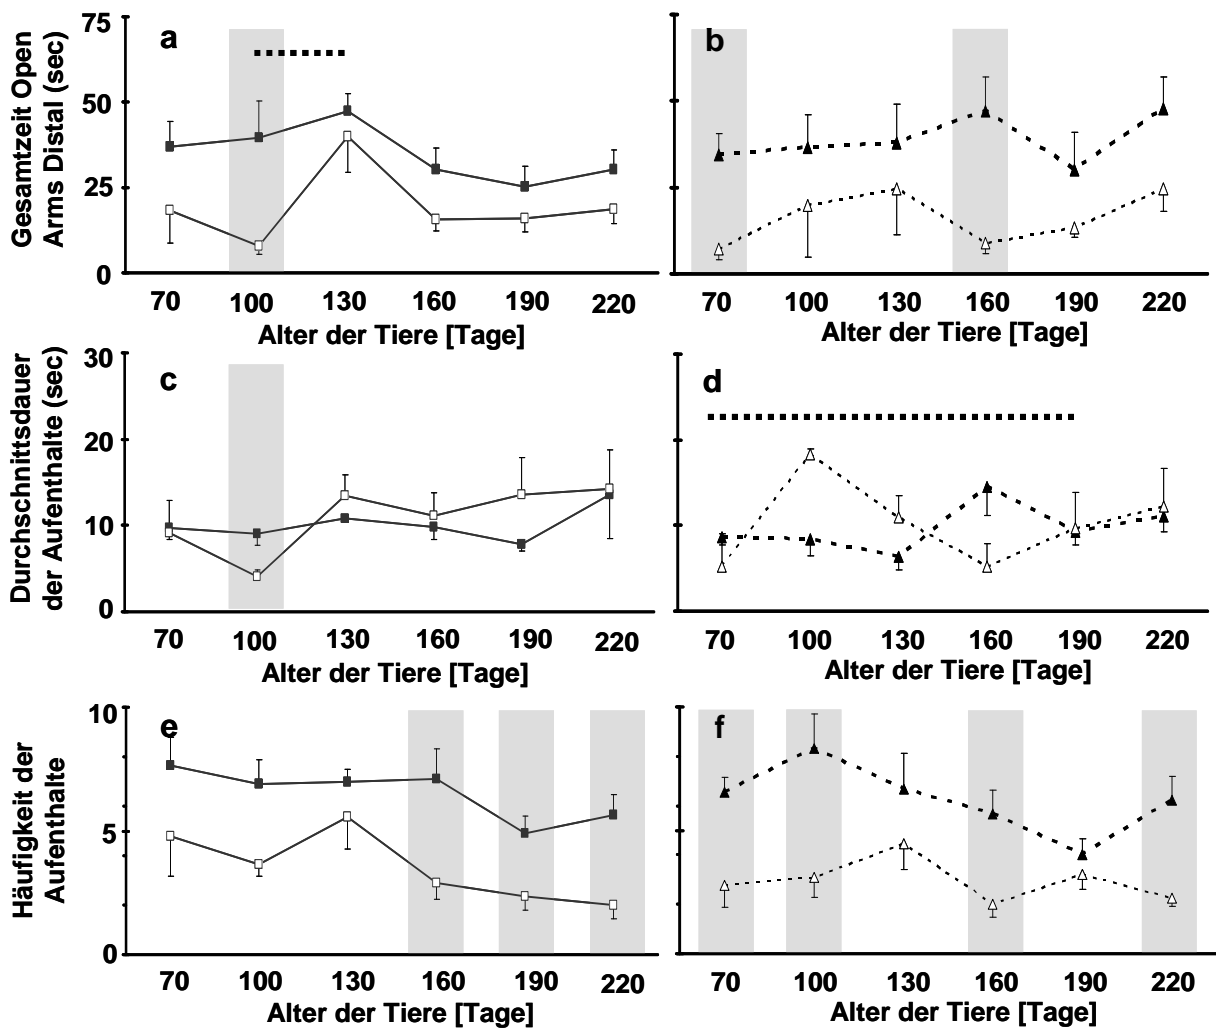 Gesamtzeit Open
Arms Distal (sec)
75
50
25
0
a
70 100 130 160 190 220
Alter der Tiere [Tage]
b
70 100 130 160 190 220
Alter der Tiere [Tage]
Durchschnittsdauer
der Aufenthalte (sec)
30
20
10
0
c
70 100 130 160 190 220
Alter der Tiere [Tage]
d
70 100 130 160 190 220
Alter der Tiere [Tage]
Häufigkeit der
Aufenthalte
10
5
0
e
70 100 130 160 190 220
Alter der Tiere [Tage]
f
70 100 130 160 190 220
Alter der Tiere [Tage]